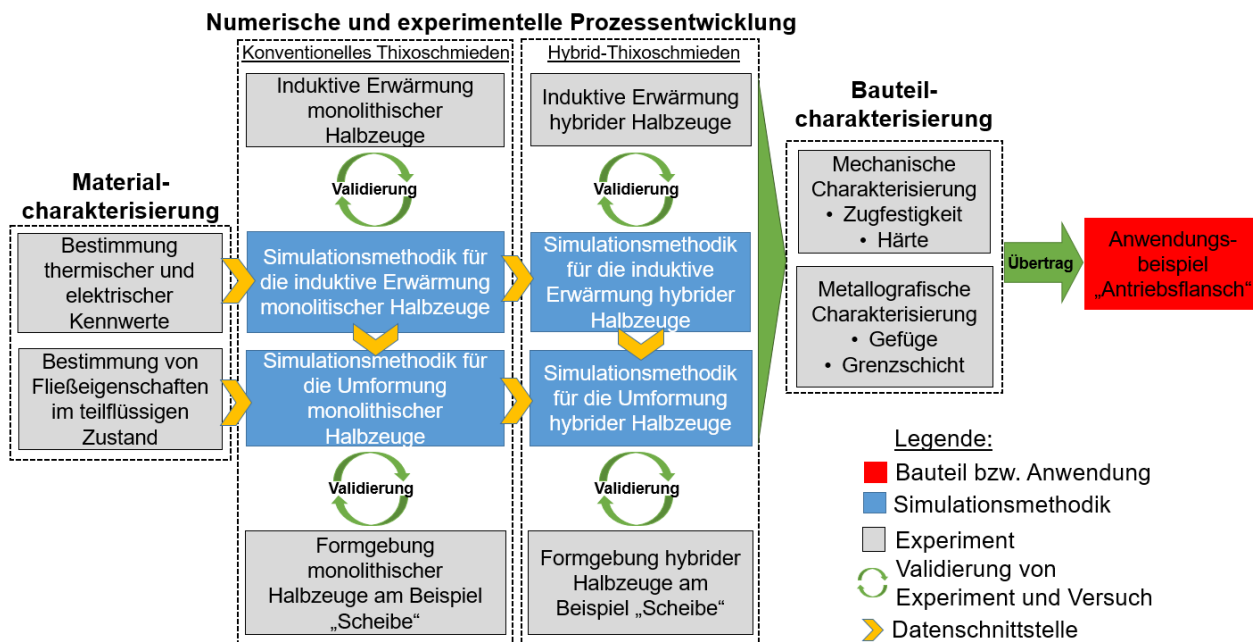 Numerische und experimentelle Prozessentwicklung
Konventionelles Thixoschmieden
Hybrid-Thixoschmieden
Induktive Erwärmung
monolithischer
Halbzeuge
Induktive Erwärmung
hybrider Halbzeuge
Validierung
Validierung
Material-
charakterisierung
Bestimmung
thermischer und
elektrischer
Kennwerte
Simulationsmethodik für
die induktive Erwärmung
monolitischer Halbzeuge
Simulationsmethodik
für die induktive
Erwärmung hybrider
Halbzeuge
Bestimmung von
Fließeigenschaften
im teilflüssigen
Zustand
Simulationsmethodik für
die Umformung
monolithischer
Halbzeuge
Simulationsmethodik
für die Umformung
hybrider Halbzeuge
Validierung
Validierung
Formgebung
monolithischer
Halbzeuge am Beispiel
„Scheibe“
Formgebung hybrider
Halbzeuge am
Beispiel „Scheibe“
Bauteil-
charakterisierung
Mechanische
Charakterisierung
• Zugfestigkeit
• Härte
Metallografische
Charakterisierung
• Gefüge
• Grenzschicht
Übertrag
Anwendungs-
beispiel
„Antriebsflansch“
Legende:
Bauteil bzw. Anwendung
Simulationsmethodik
Experiment
Validierung von
Experiment und Versuch
Datenschnittstelle